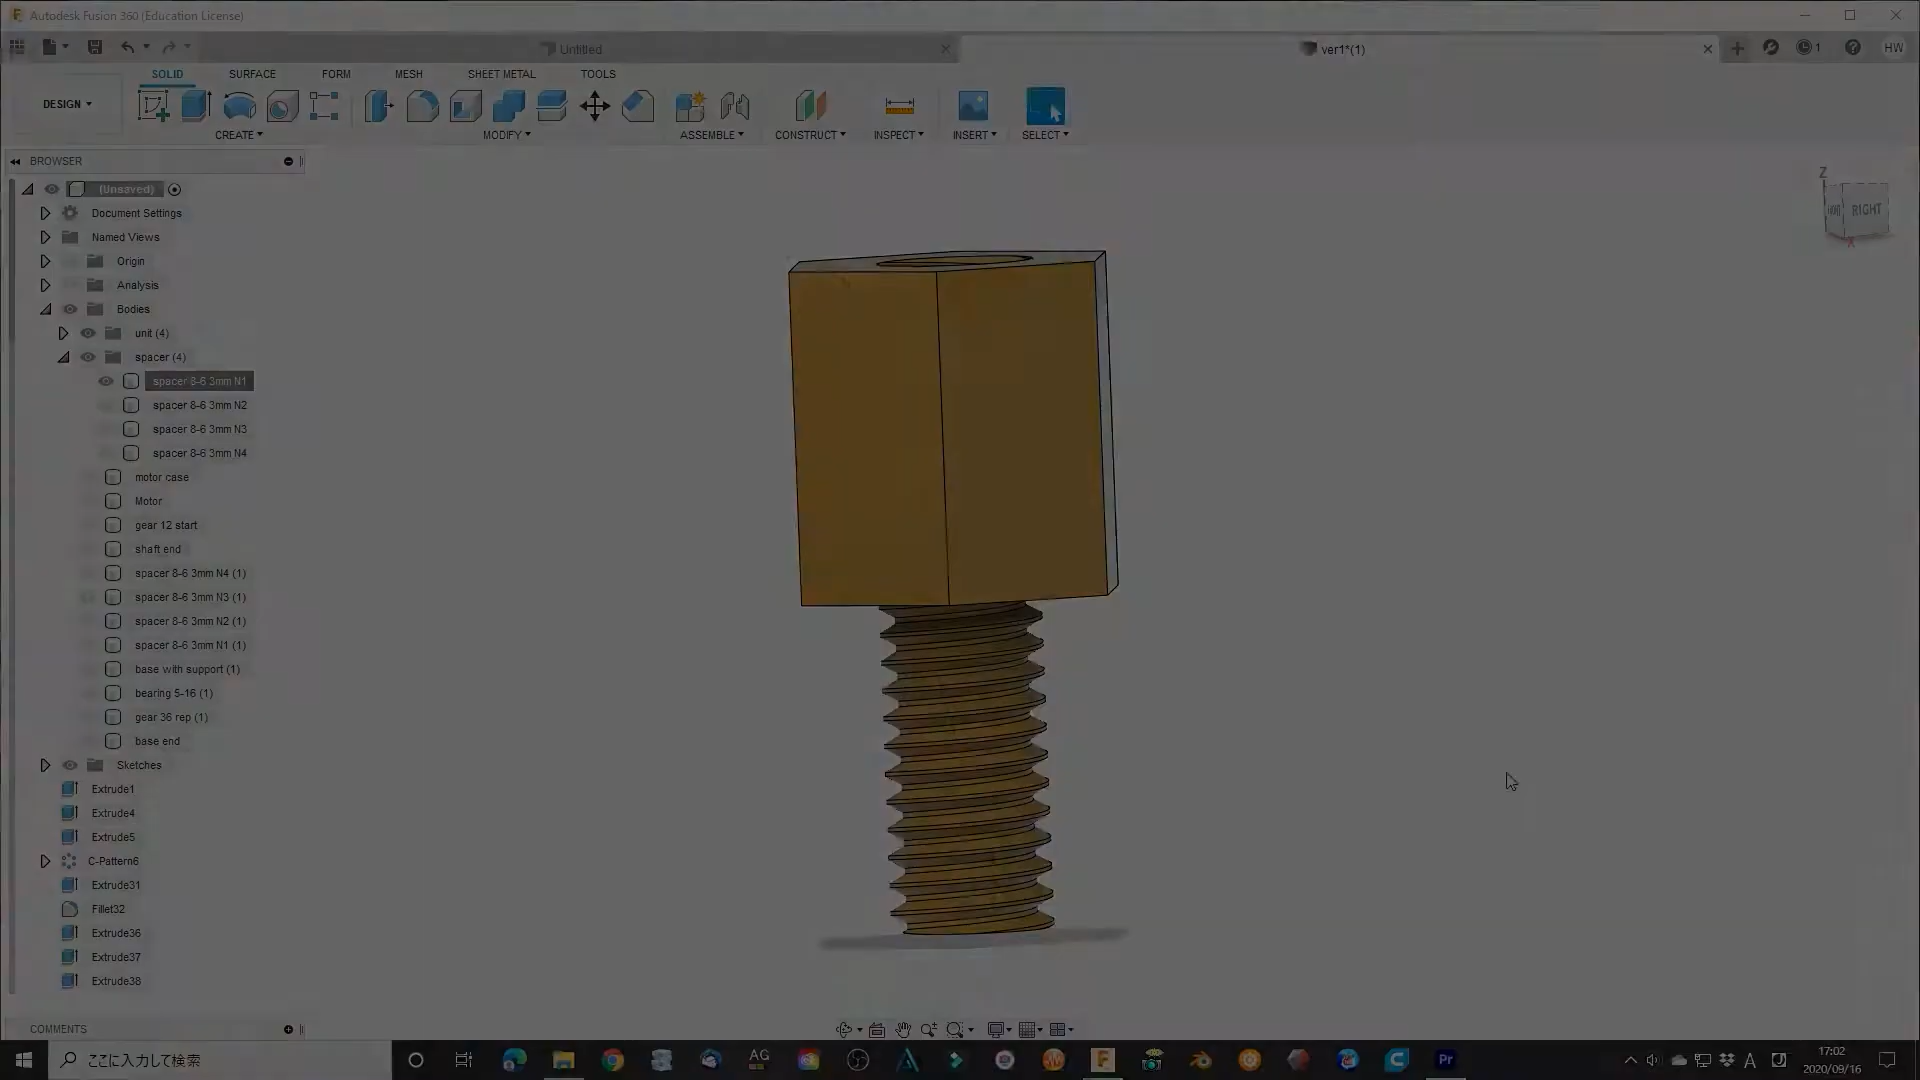 Autodesk Fusion 360 (Education License)
Untitled
ver1*(1)
1
HW
SOLID
SURFACE
FORM
MESH
SHEET METAL
TOOLS
DESIGN
CREATE
MODIFY
ASSEMBLE
CONSTRUCT
INSPECT
INSERT
SELECT
BROWSER
(Unsaved)
Document Settings
Named Views
Origin
Analysis
Bodies
unit (4)
spacer (4)
spacer 8-6 3mm N1
spacer 8-6 3mm N2
spacer 8-6 3mm N3
spacer 8-6 3mm N4
motor case
Motor
gear 12 start
shaft end
spacer 8-6 3mm N4 (1)
spacer 8-6 3mm N3 (1)
spacer 8-6 3mm N2 (1)
spacer 8-6 3mm N1 (1)
base with support (1)
bearing 5-16 (1)
gear 36 rep (1)
base end
Sketches
Extrude1
Extrude4
Extrude5
C-Pattern6
Extrude31
Fillet32
Extrude36
Extrude37
Extrude38
Z
RIGHT
X
COMMENTS
ここに入力して検索
AG
F
Pr
A
J
17:02
2020/09/16